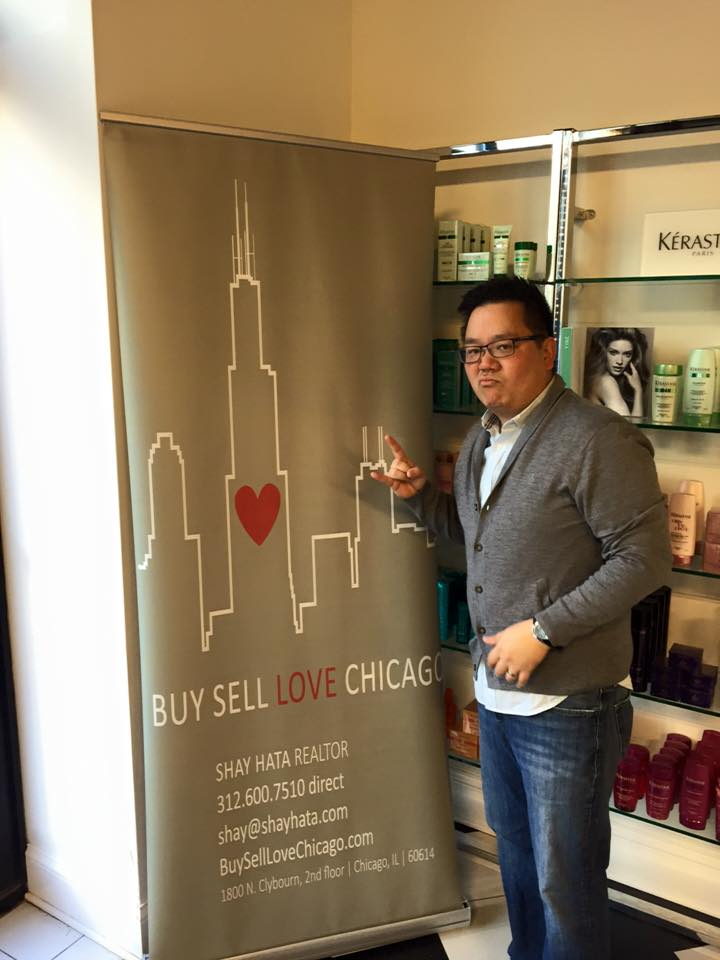 BUY SELL LOVE CHICAGO
SHAY HATA REALTOR
312.600.7510 direct
shay@shayhata.com
BuySellLoveChicago.com
1800 N. Clybourn, 2nd floor | Chicago, IL | 60614
KÉRAST
PARIS